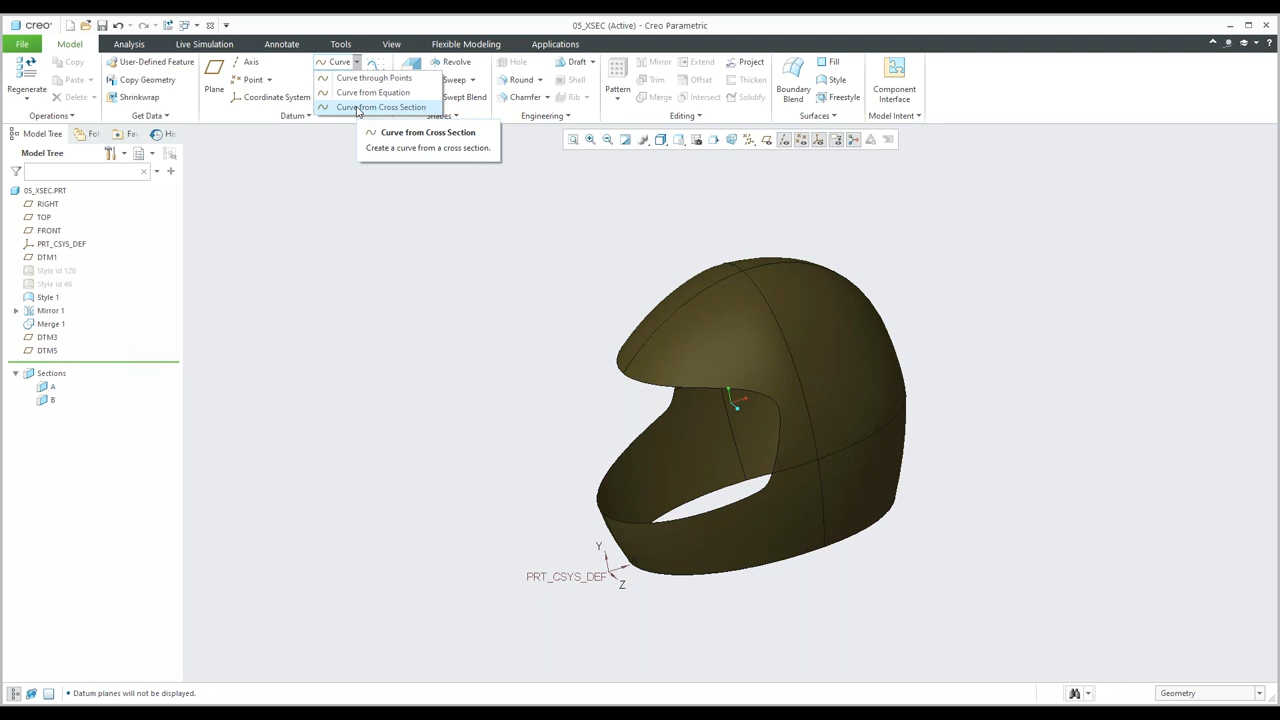 creo
05_XSEC (Active) - Creo Parametric
File Model Analysis Live Simulation Annotate Tools View Flexible Modeling Applications
Copy User-Defined Feature Axis Curve Revolve Hole Draft Mirror Extend Project Fill
Regenerate Paste Copy Geometry Plane Point Curve through Points Sweep Round Shell Pattern Trim Offset Thicken Boundary Blend Style Component Interface
Delete Shrinkwrap Coordinate System Curve from Equation Swept Blend Chamfer Rib Merge Intersect Solidify Freestyle
Curve from Cross Section
Operations Get Data Datum Shapes Engineering Editing Surfaces Model Intent
Model Tree Fol Fav His
Curve from Cross Section
Create a curve from a cross section.
Model Tree
05_XSEC.PRT
RIGHT
TOP
FRONT
PRT_CSYS_DEF
DTM1
Style id 126
Style id 46
Style 1
Mirror 1
Merge 1
DTM3
DTM5
Sections
A
B
Y
PRT_CSYS_DEF
Z
Datum planes will not be displayed.
Geometry